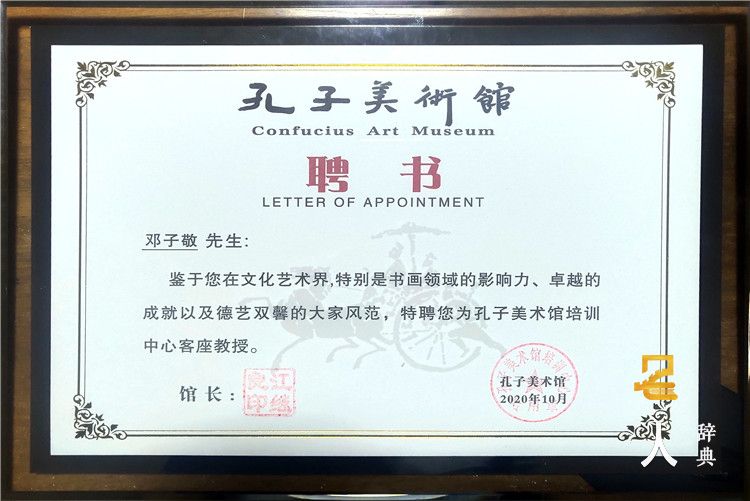 孔子美術館
Confucius Art Museum
聘书
LETTER OF APPOINTMENT
邓子敬 先生:
鉴于您在文化艺术界,特别是书画领域的影响力、卓越的
成就以及德艺双馨的大家风范，特聘您为孔子美术馆培训
中心客座教授。
馆长:
孔子美术馆
2020年10月
人
辞典